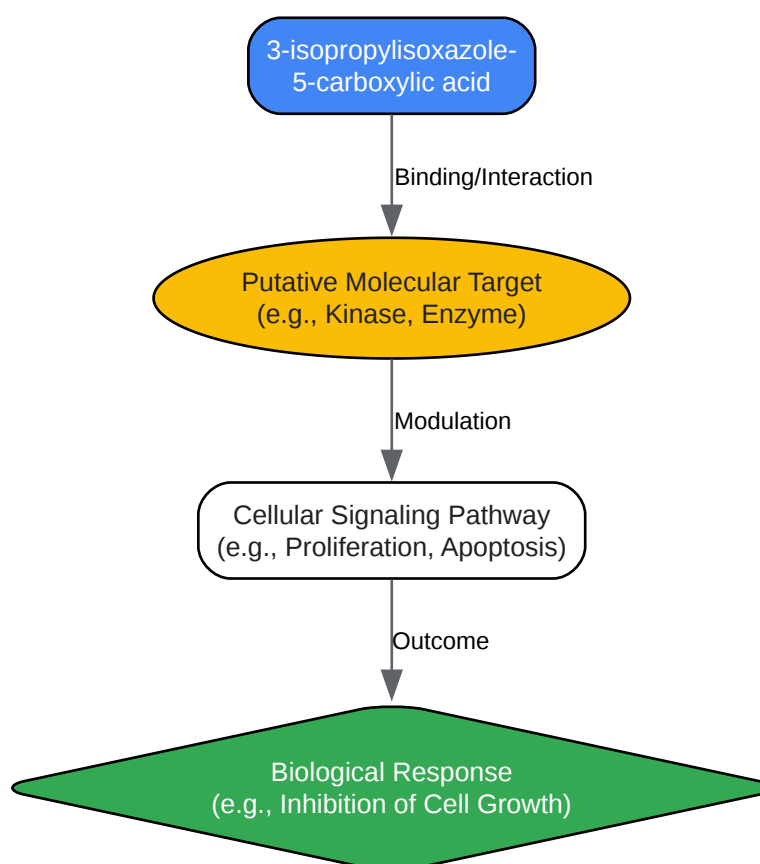 3-isopropylisoxazole-
5-carboxylic acid
Binding/Interaction
Putative Molecular Target
(e.g., Kinase, Enzyme)
Modulation
Cellular Signaling Pathway
(e.g., Proliferation, Apoptosis)
Outcome
Biological Response
(e.g., Inhibition of Cell Growth)